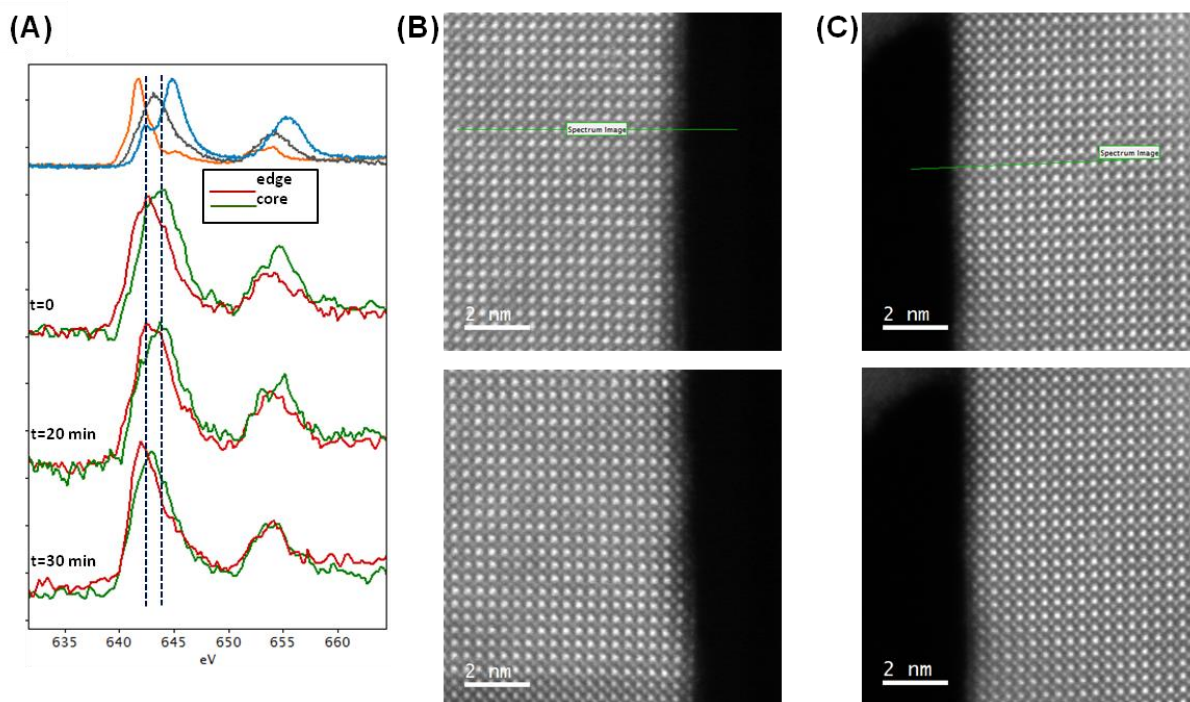 (A)
edge
core
t=0
t=20 min
t=30 min
635 640 645 650 655 660
eV
(B)
Spectrum Image
2 nm
2 nm
(C)
Spectrum Image
2 nm
2 nm